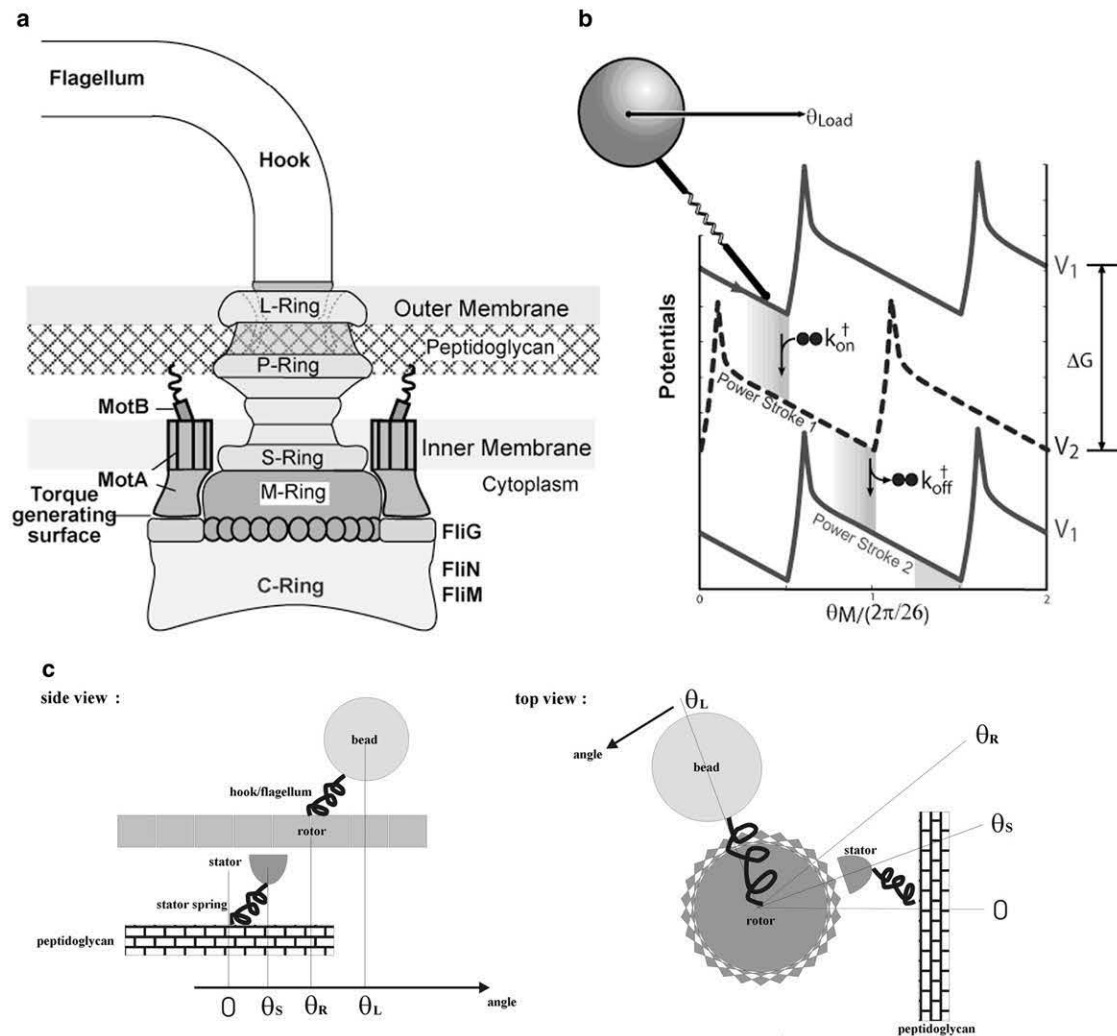 a
Flagellum
Hook
L-Ring
Outer Membrane
Peptidoglycan
P-Ring
MotB
Inner Membrane
S-Ring
MotA
Cytoplasm
M-Ring
Torque
generating
surface
FliG
C-Ring
FliN
FliM
b
θLoad
Potentials
V1
k†on
ΔG
Power Stroke 1
V2
k†off
V1
Power Stroke 2
0
1
2
θM/(2π/26)
c
side view :
bead
hook/flagellum
rotor
stator
stator spring
peptidoglycan
0
θS
θR
θL
angle
top view :
θL
angle
bead
θR
θS
stator
rotor
0
peptidoglycan